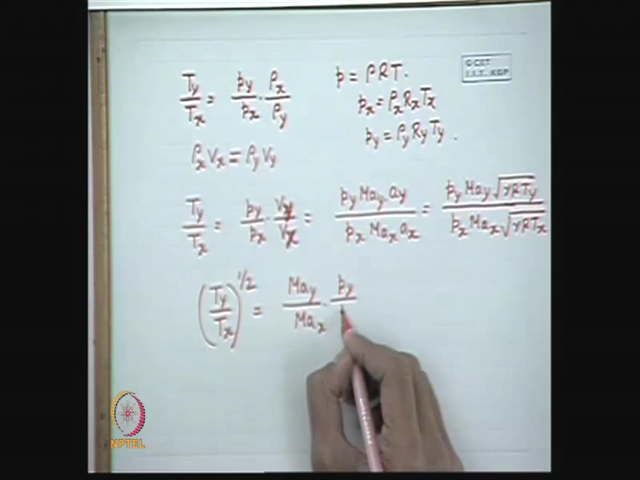 Ty/Tx = py/px · ρx/ρy
p = ρRT.
px = ρx Rx Tx
py = ρy Ry Ty .
©CET
I.I.T. KGP
ρx Vx = ρy Vy
Ty/Tx = py/px · Vy/Vx = py May ay / px Max ax = py May √γRTy / px Max √γRTx
(Ty/Tx)^1/2 = May/Max · py
NPTEL